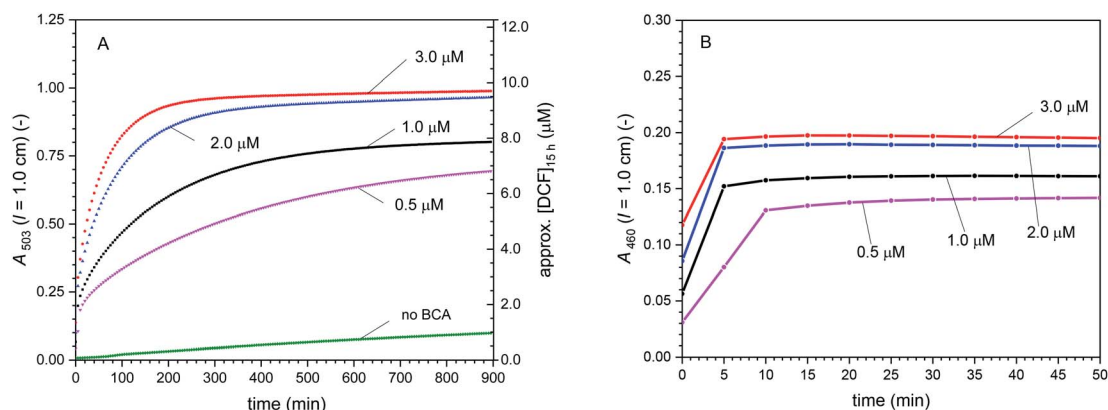 A
1.25
1.00
0.75
0.50
0.25
0.00
A503 (l = 1.0 cm) (-)
12.0
10.0
8.0
6.0
4.0
2.0
0.0
approx. [DCF]15 h (µM)
3.0 µM
2.0 µM
1.0 µM
0.5 µM
no BCA
0 100 200 300 400 500 600 700 800 900
time (min)
B
0.30
0.25
0.20
0.15
0.10
0.05
0.00
A460 (l = 1.0 cm) (-)
3.0 µM
2.0 µM
1.0 µM
0.5 µM
0 5 10 15 20 25 30 35 40 45 50
time (min)